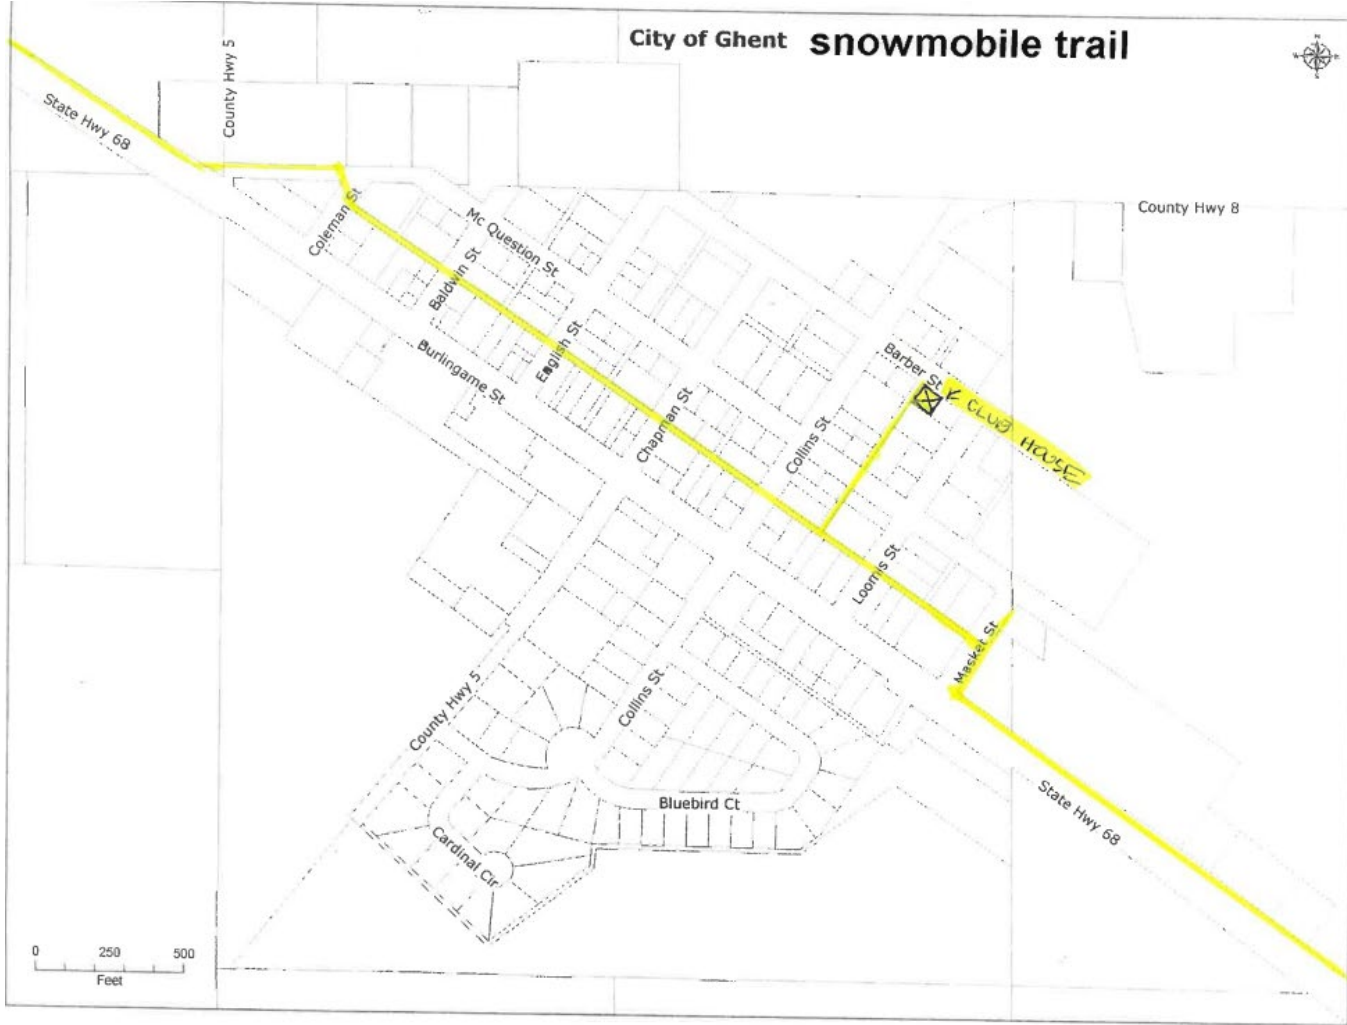 City of Ghent snowmobile trail
N
W E
S
County Hwy 5
State Hwy 68
County Hwy 8
Coleman St
Mc Question St
Baldwin St
English St
Burlingame St
Chapman St
Barber St
K CLUB HOUSE
Collins St
Loomis St
Masket St
County Hwy 5
Collins St
Bluebird Ct
State Hwy 68
Cardinal Cir
0 250 500
Feet